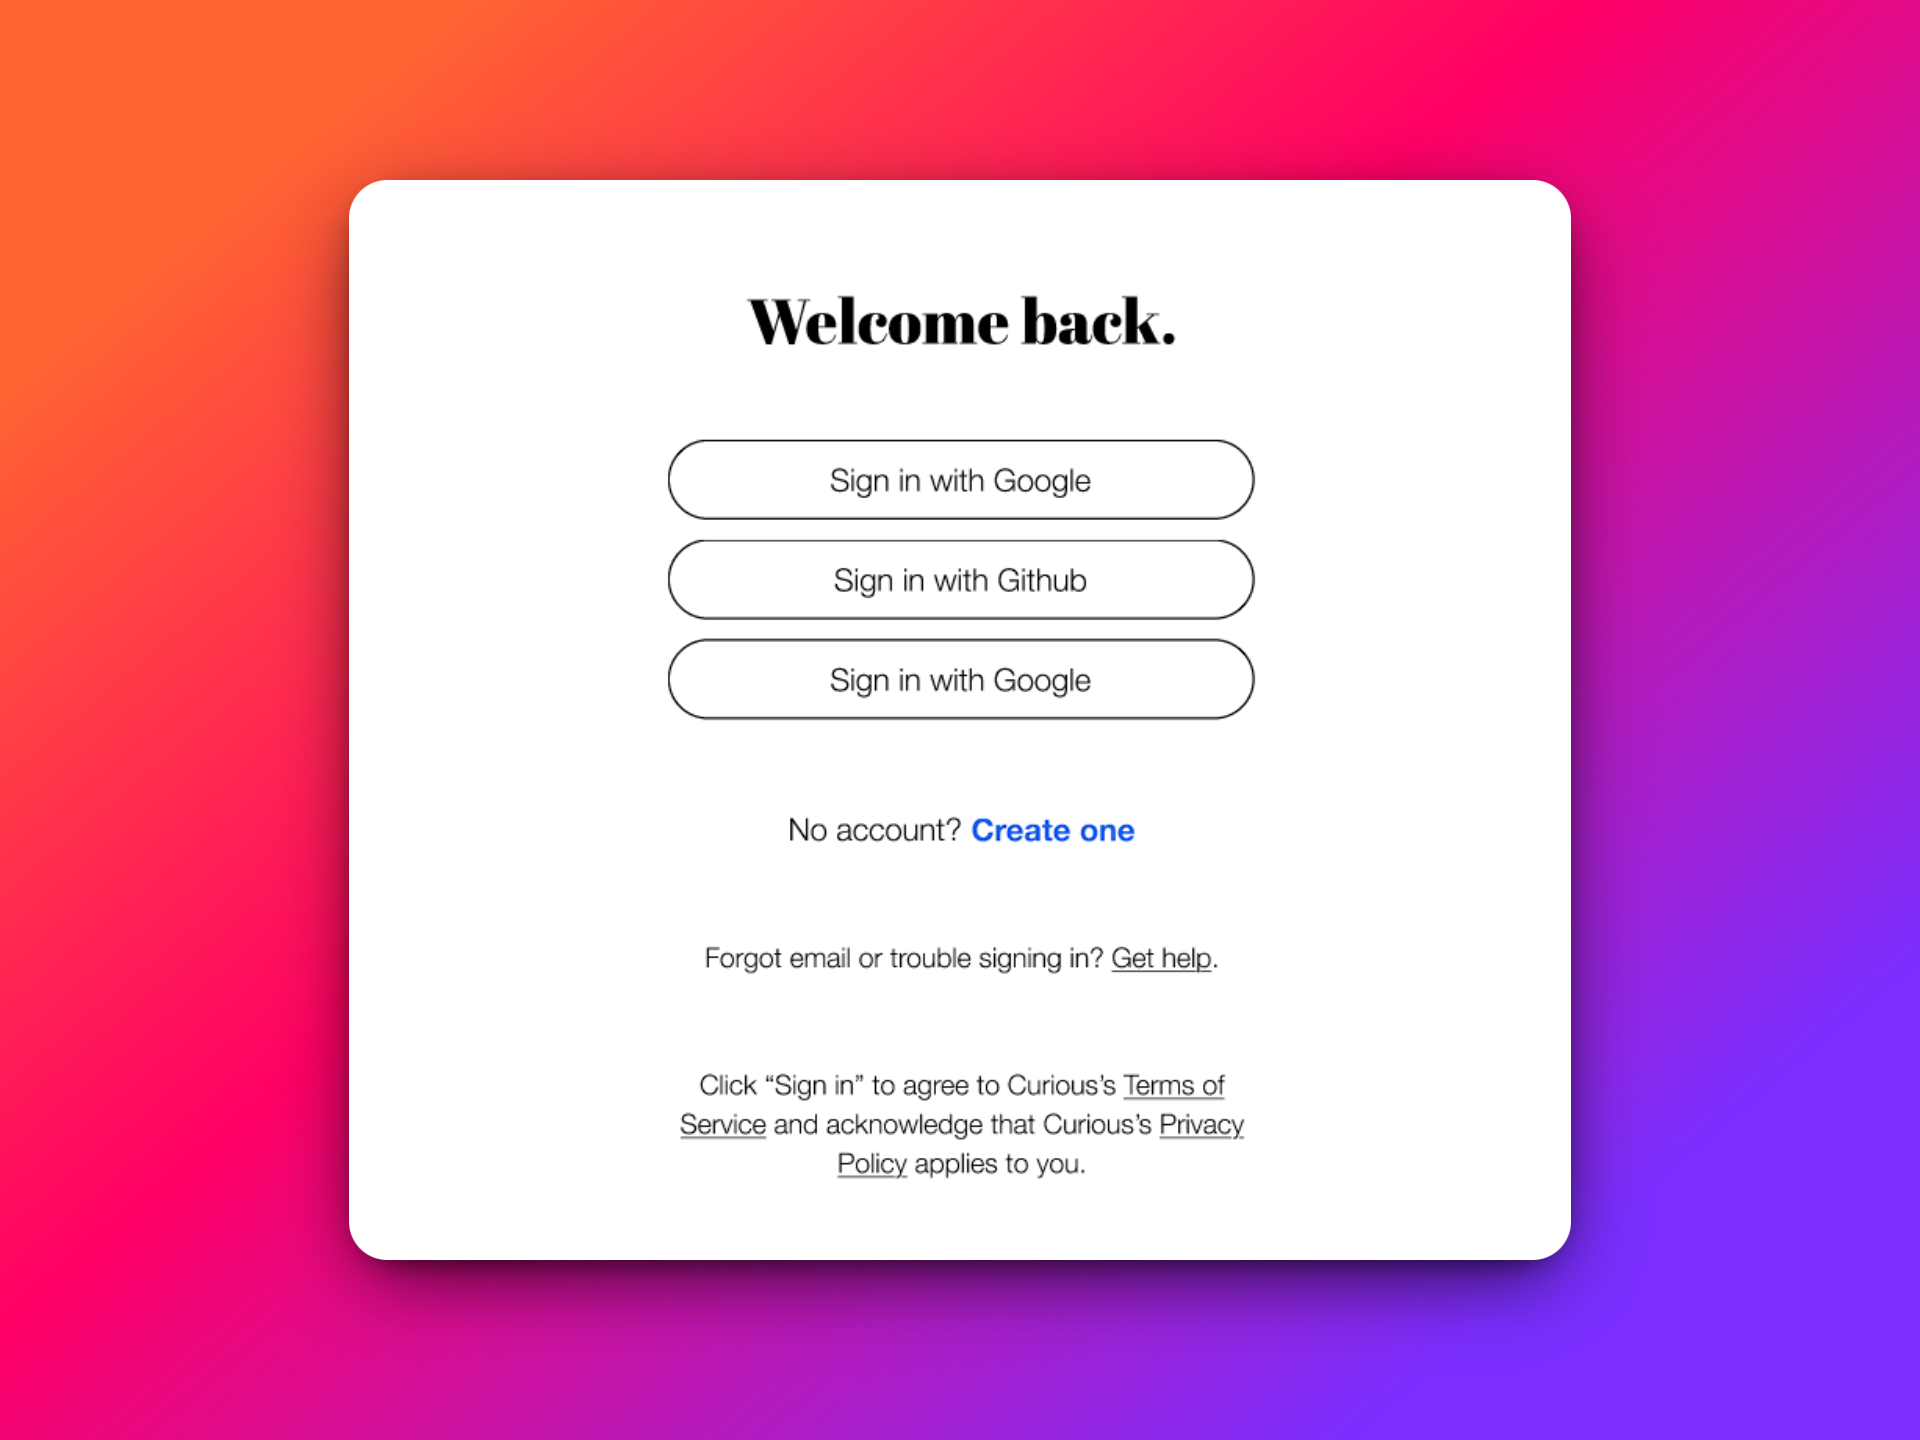 Welcome back.
Sign in with Google
Sign in with Github
Sign in with Google
No account? Create one
Forgot email or trouble signing in? Get help.
Click “Sign in” to agree to Curious’s Terms of
Service and acknowledge that Curious’s Privacy
Policy applies to you.